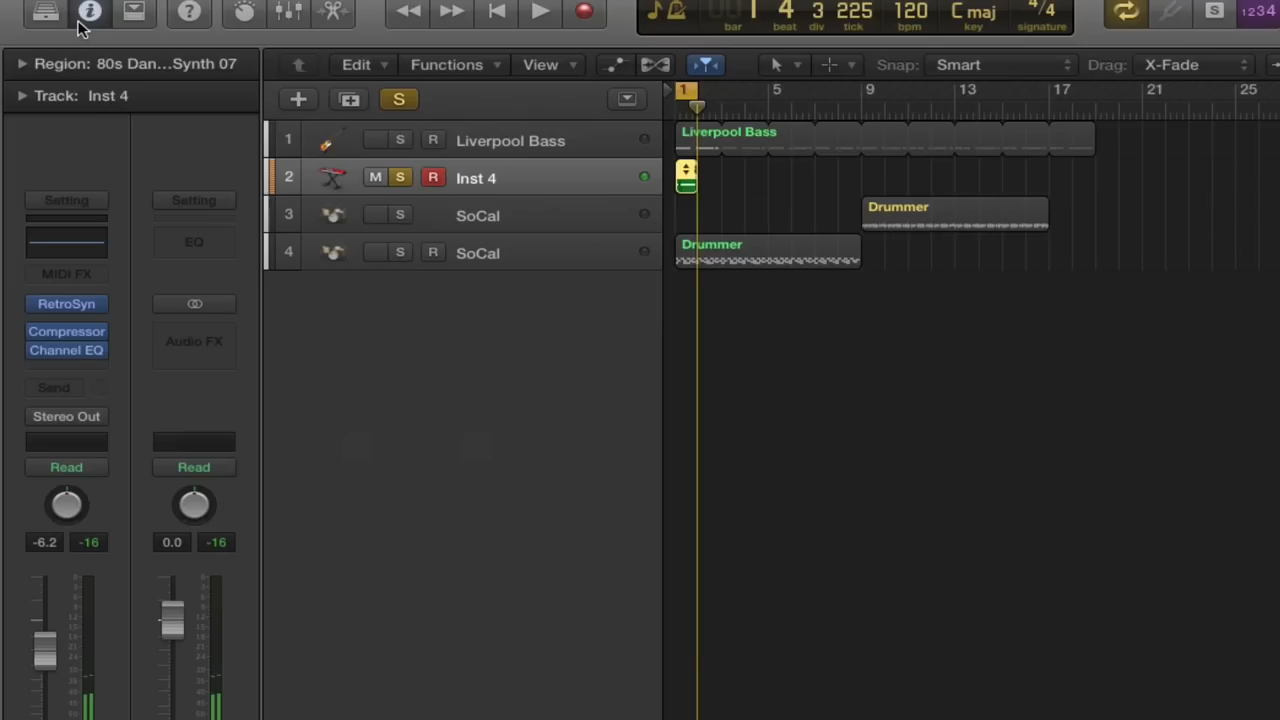 1 4 3 225 120 C maj 4/4
bar beat div tick bpm key signature
S 1234
Region: 80s Dan...Synth 07
Edit Functions View Snap: Smart Drag: X-Fade
Track: Inst 4
S
1 5 9 13 17 21 25
1 S R Liverpool Bass
Liverpool Bass
2 M S R Inst 4
3 S SoCal
Drummer
4 S R SoCal
Drummer
Setting Setting
EQ
MIDI FX
RetroSyn
Compressor
Channel EQ
Audio FX
Send
Stereo Out
Read Read
-6.2 -16 0.0 -16